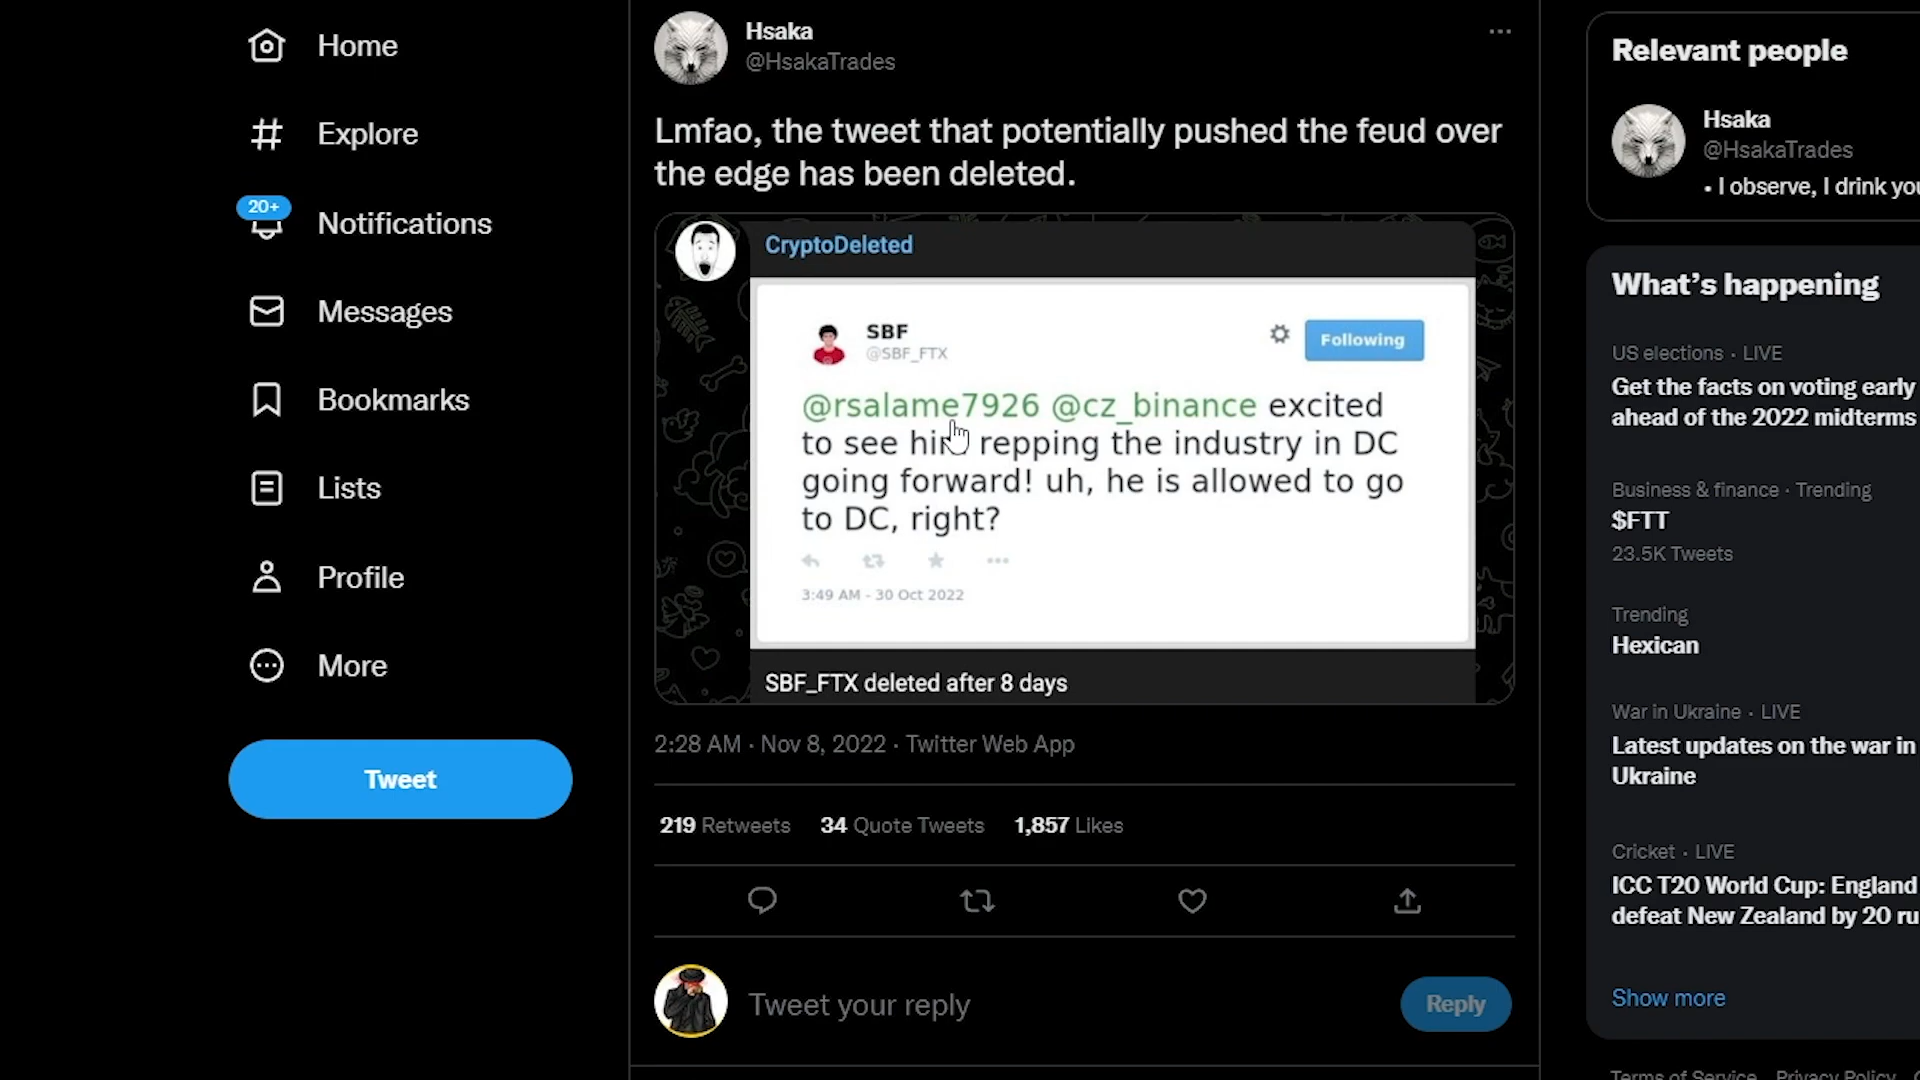 Home
Explore
20+
Notifications
Messages
Bookmarks
Lists
Profile
More
Tweet
Hsaka
@HsakaTrades
Lmfao, the tweet that potentially pushed the feud over
the edge has been deleted.
CryptoDeleted
SBF
@SBF_FTX
Following
@rsalame7926 @cz_binance excited
to see him repping the industry in DC
going forward! uh, he is allowed to go
to DC, right?
3:49 AM - 30 Oct 2022
SBF_FTX deleted after 8 days
2:28 AM · Nov 8, 2022 · Twitter Web App
219 Retweets 34 Quote Tweets 1,857 Likes
Tweet your reply
Reply
Relevant people
Hsaka
@HsakaTrades
• I observe, I drink you
What's happening
US elections · LIVE
Get the facts on voting early
ahead of the 2022 midterms
Business & finance · Trending
$FTT
23.5K Tweets
Trending
Hexican
War in Ukraine · LIVE
Latest updates on the war in
Ukraine
Cricket · LIVE
ICC T20 World Cup: England
defeat New Zealand by 20 ru
Show more
Terms of Service Privacy Policy